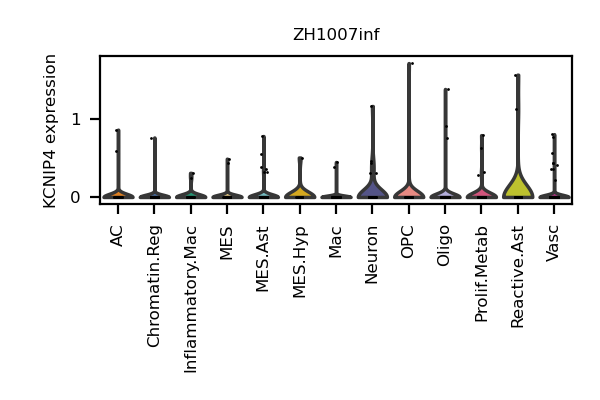 ZH1007inf
KCNIP4 expression
1
0
AC
Chromatin.Reg
Inflammatory.Mac
MES
MES.Ast
MES.Hyp
Mac
Neuron
OPC
Oligo
Prolif.Metab
Reactive.Ast
Vasc